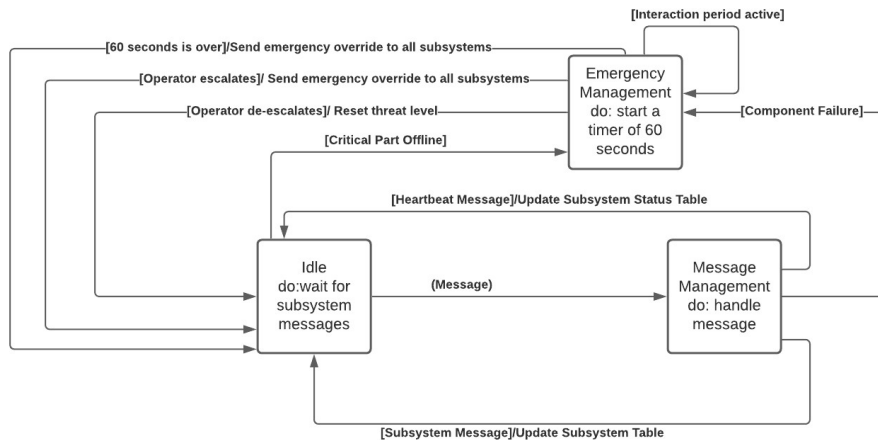 [Interaction period active]
[60 seconds is over]/Send emergency override to all subsystems
[Operator escalates]/ Send emergency override to all subsystems
[Operator de-escalates]/ Reset threat level
Emergency
Management
do: start a
timer of 60
seconds
[Component Failure]
[Critical Part Offline]
[Heartbeat Message]/Update Subsystem Status Table
Idle
do:wait for
subsystem
messages
(Message)
Message
Management
do: handle
message
[Subsystem Message]/Update Subsystem Table